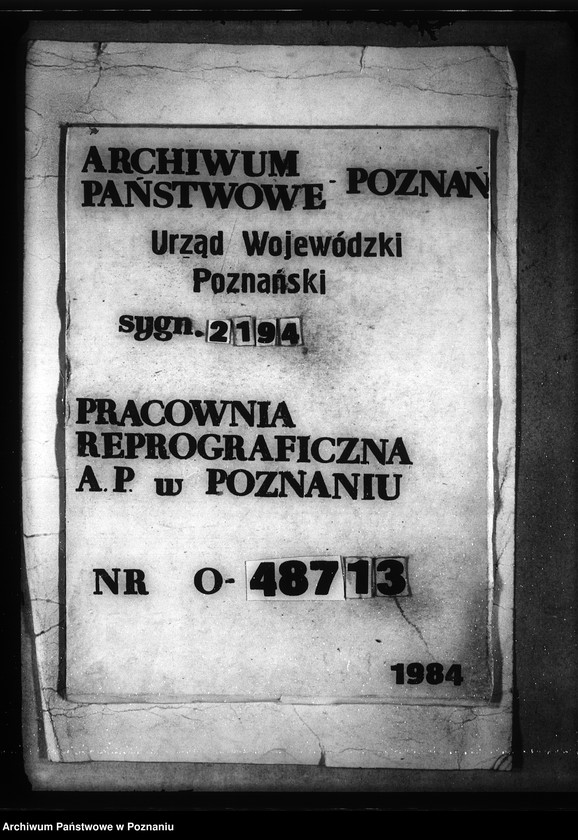 ARCHIWUM
PAŃSTWOWE - POZNAŃ
Urząd Wojewódzki
Poznański
sygn. 2194
PRACOWNIA
REPROGRAFICZNA
A.P. w POZNANIU
NR O-48713
1984
Archiwum Państwowe w Poznaniu